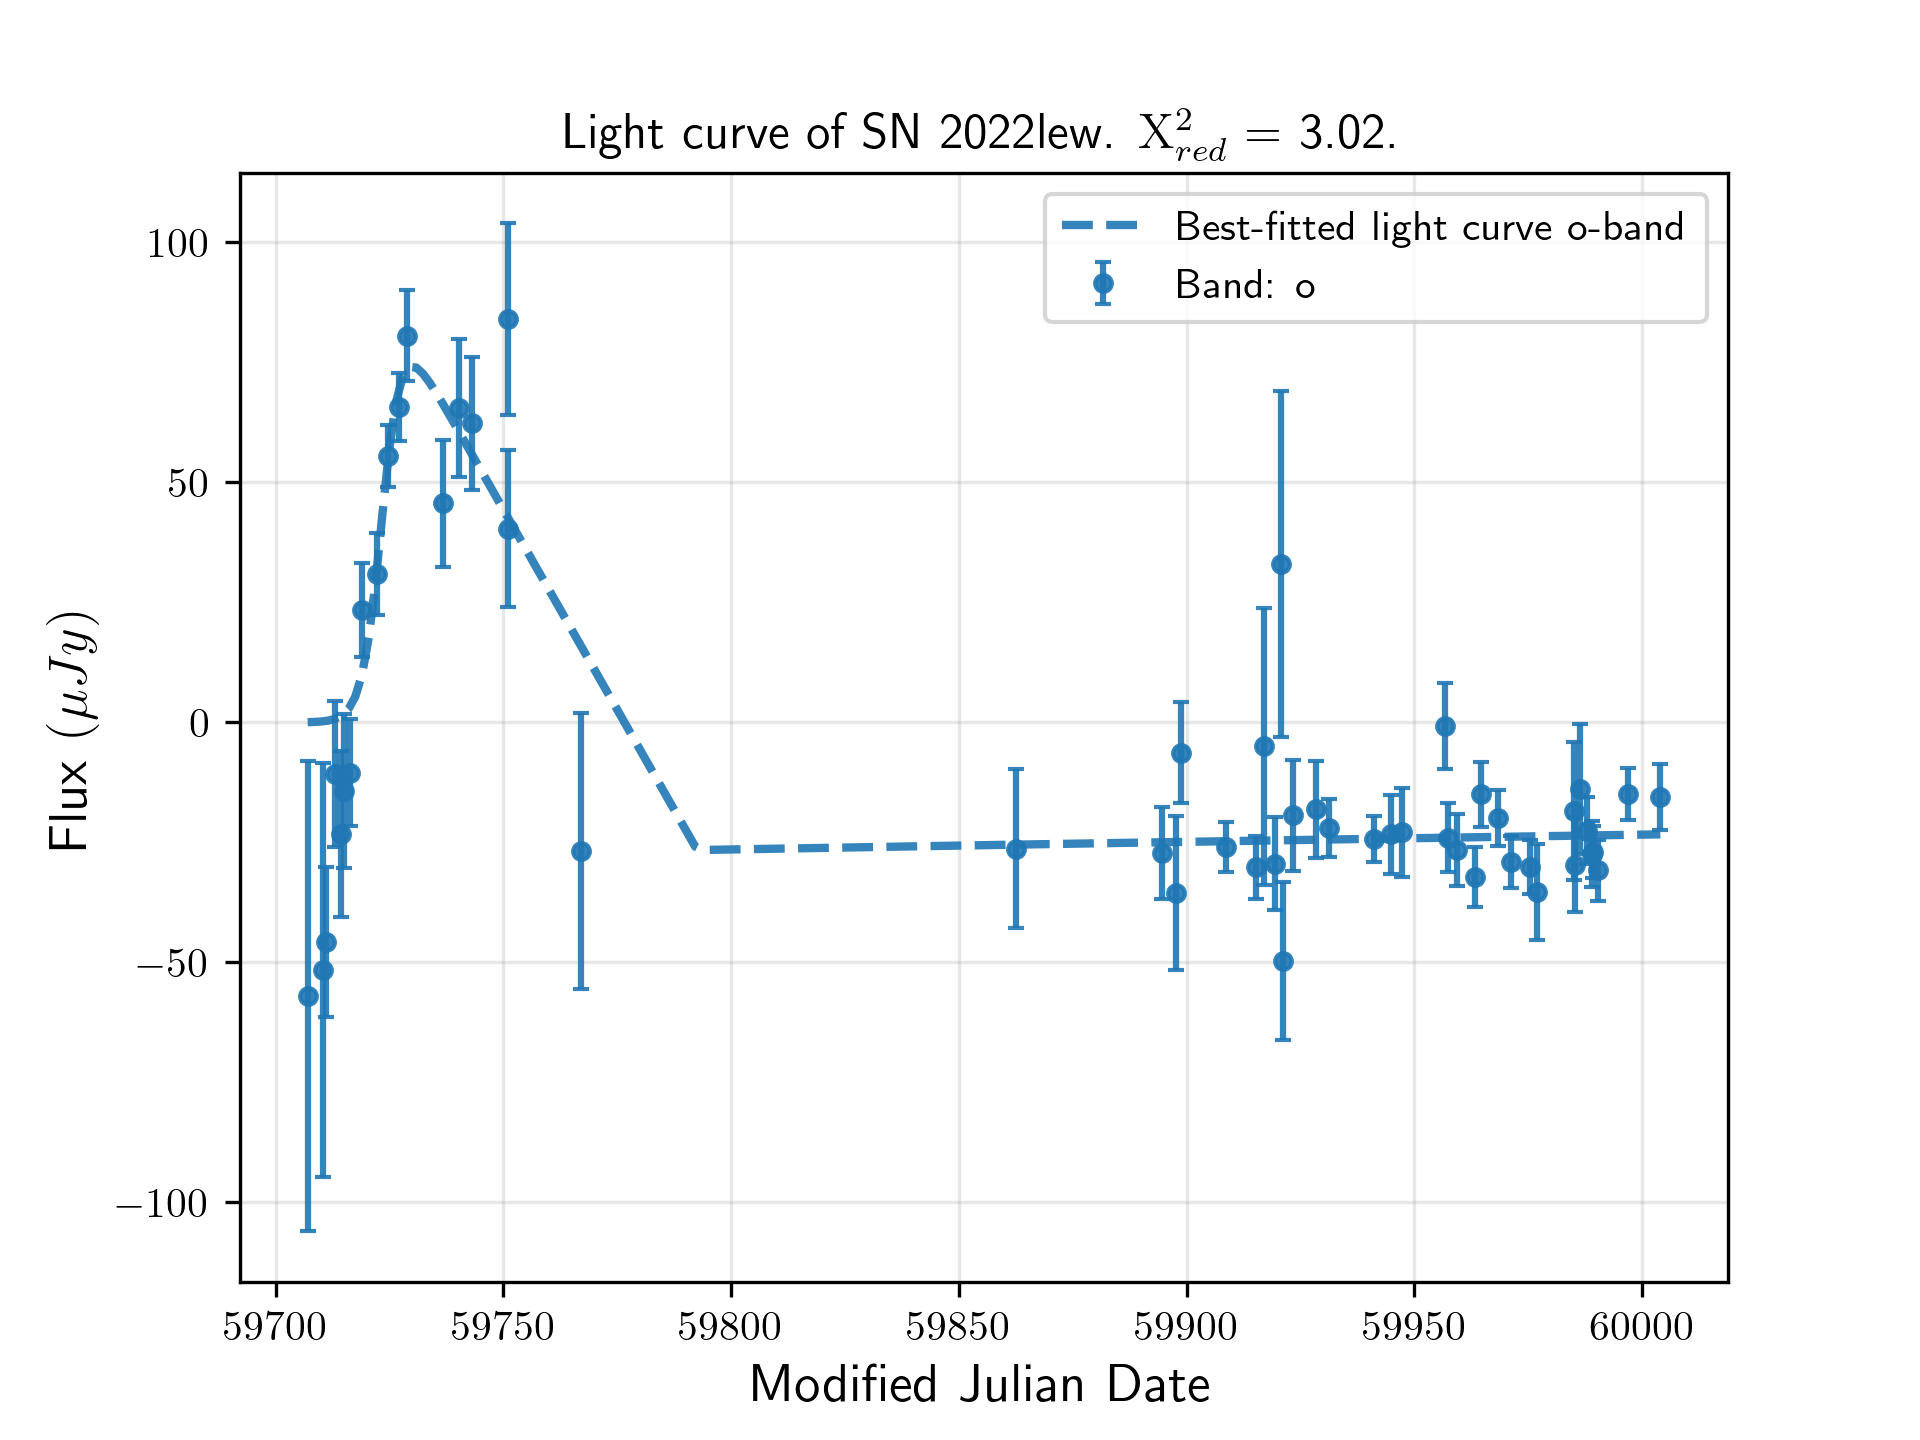 Light curve of SN 2022lew. X²_red = 3.02.
Best-fitted light curve o-band
Band: o
100
50
0
−50
−100
Flux (μJy)
59700 59750 59800 59850 59900 59950 60000
Modified Julian Date